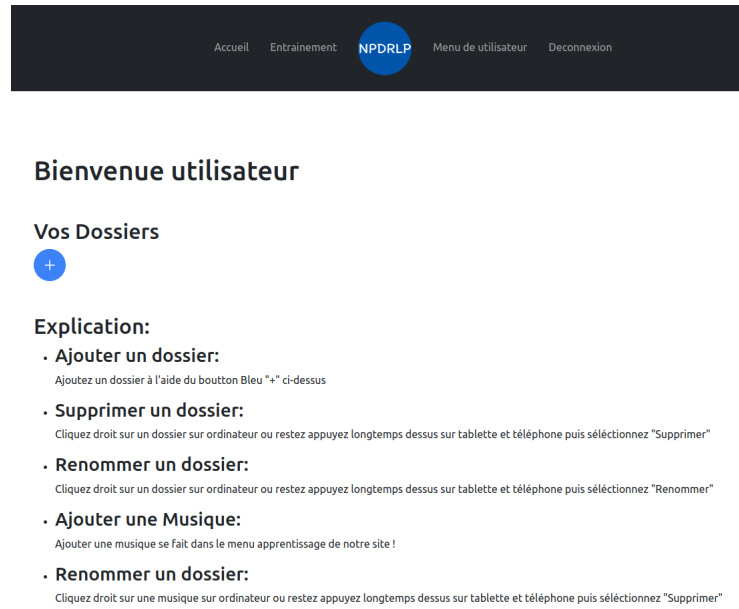 Accueil Entrainement NPDRLP Menu de utilisateur Deconnexion
Bienvenue utilisateur
Vos Dossiers
+
Explication:
• Ajouter un dossier:
Ajoutez un dossier à l'aide du boutton Bleu "+" ci-dessus
• Supprimer un dossier:
Cliquez droit sur un dossier sur ordinateur ou restez appuyez longtemps dessus sur tablette et téléphone puis séléctionnez "Supprimer"
• Renommer un dossier:
Cliquez droit sur un dossier sur ordinateur ou restez appuyez longtemps dessus sur tablette et téléphone puis séléctionnez "Renommer"
• Ajouter une Musique:
Ajouter une musique se fait dans le menu apprentissage de notre site !
• Renommer un dossier:
Cliquez droit sur une musique sur ordinateur ou restez appuyez longtemps dessus sur tablette et téléphone puis séléctionnez "Supprimer"